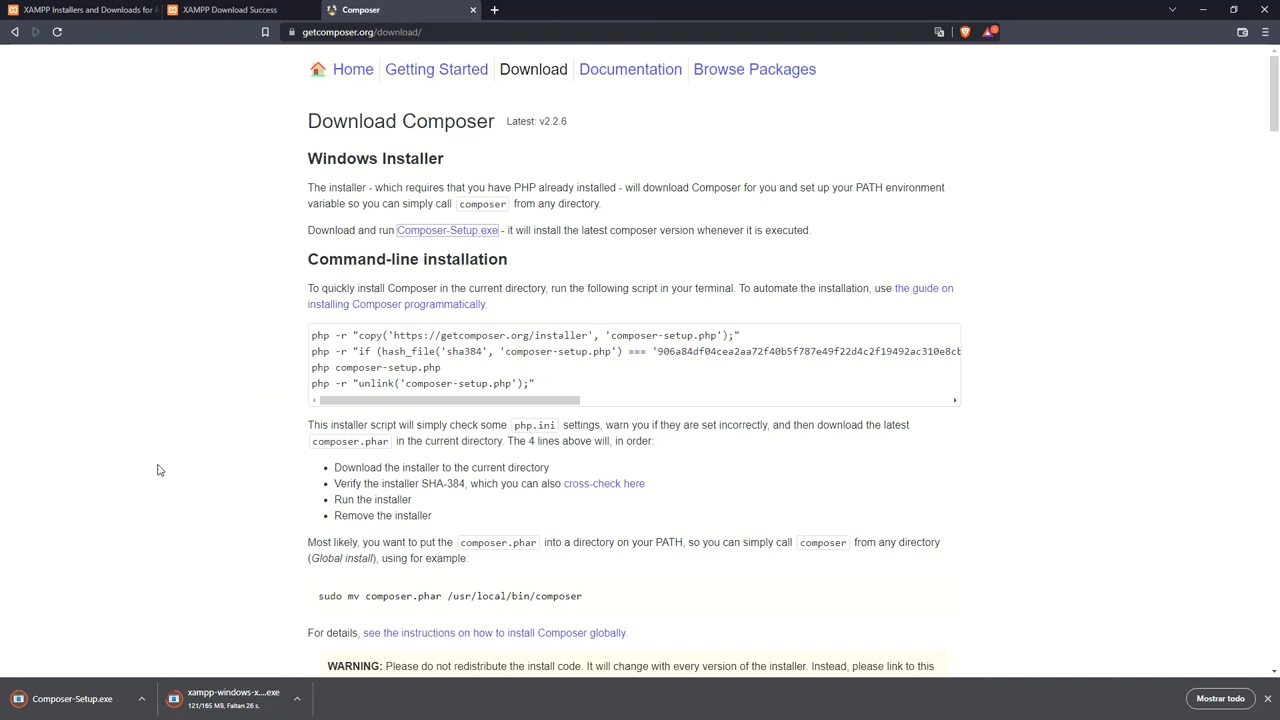 XAMPP Installers and Downloads for
XAMPP Download Success
Composer
getcomposer.org/download/
Home
Getting Started
Download
Documentation
Browse Packages
Download Composer Latest: v2.2.6
Windows Installer
The installer - which requires that you have PHP already installed - will download Composer for you and set up your PATH environment
variable so you can simply call composer from any directory.
Download and run Composer-Setup.exe - it will install the latest composer version whenever it is executed.
Command-line installation
To quickly install Composer in the current directory, run the following script in your terminal. To automate the installation, use the guide on
installing Composer programmatically.
php -r "copy('https://getcomposer.org/installer', 'composer-setup.php');"
php -r "if (hash_file('sha384', 'composer-setup.php') === '906a84df04cea2aa72f40b5f787e49f22d4c2f19492ac310e8cb
php composer-setup.php
php -r "unlink('composer-setup.php');"
This installer script will simply check some php.ini settings, warn you if they are set incorrectly, and then download the latest
composer.phar in the current directory. The 4 lines above will, in order:
• Download the installer to the current directory
• Verify the installer SHA-384, which you can also cross-check here
• Run the installer
• Remove the installer
Most likely, you want to put the composer.phar into a directory on your PATH, so you can simply call composer from any directory
(Global install), using for example:
sudo mv composer.phar /usr/local/bin/composer
For details, see the instructions on how to install Composer globally.
WARNING: Please do not redistribute the install code. It will change with every version of the installer. Instead, please link to this
Composer-Setup.exe
xampp-windows-x....exe
121/165 MB, Faltan 26 s.
Mostrar todo